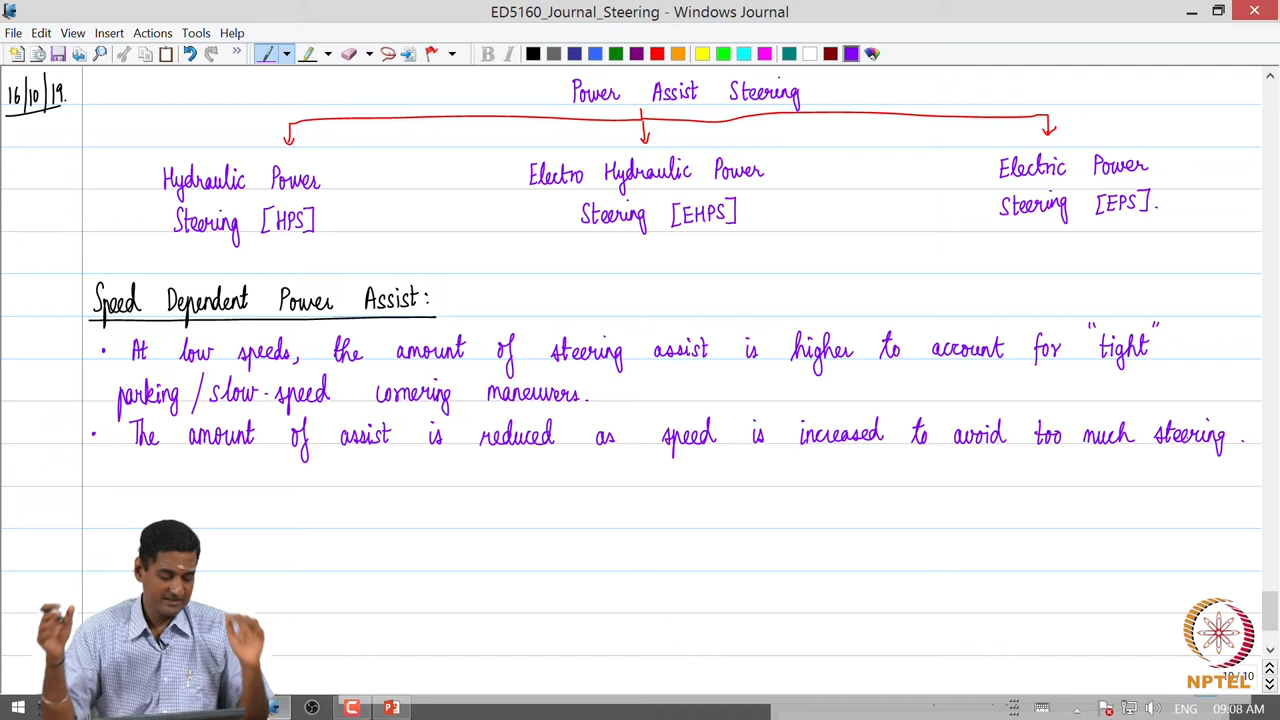 ED5160_Journal_Steering - Windows Journal
File Edit View Insert Actions Tools Help
16/10/19.
Power Assist Steering
Hydraulic Power
Steering [HPS]
Electro Hydraulic Power
Steering [EHPS]
Electric Power
Steering [EPS].
Speed Dependent Power Assist:
• At low speeds, the amount of steering assist is higher to account for "tight"
parking/slow-speed cornering maneuvers.
• The amount of assist is reduced as speed is increased to avoid too much steering.
NPTEL
ENG 09:08 AM